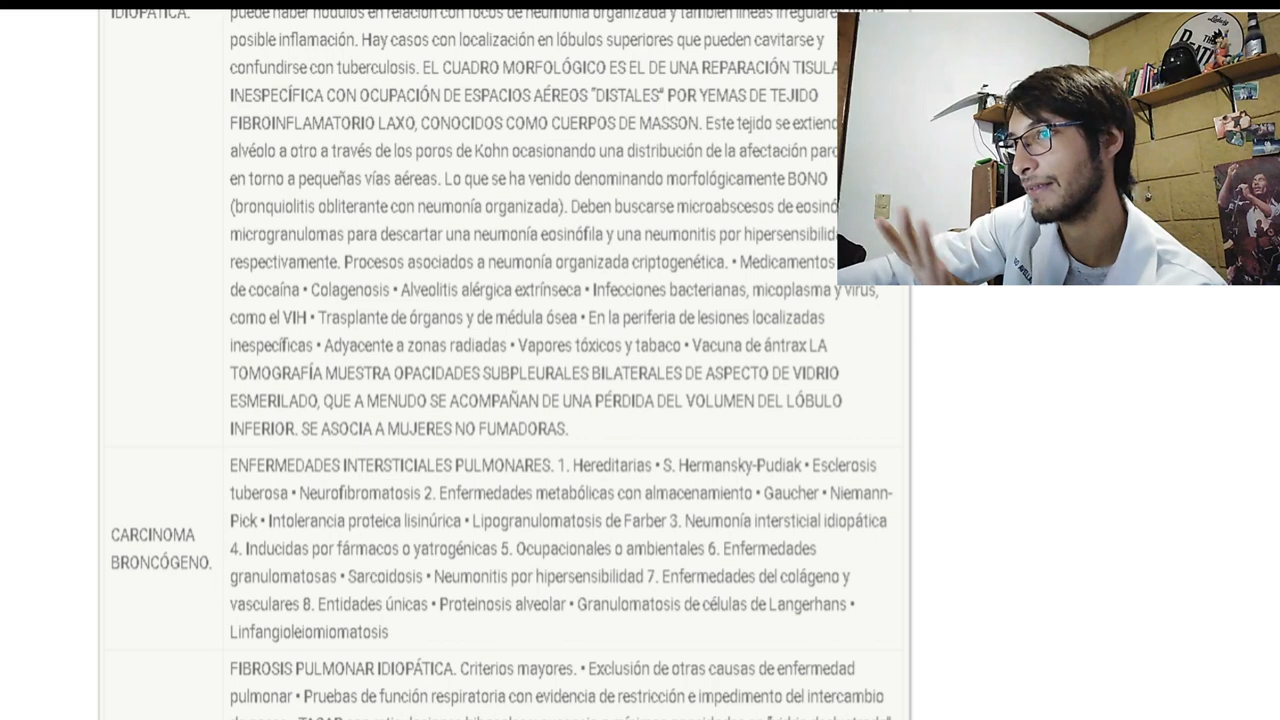 IDIOPÁTICA.
puede haber nódulos en relación con focos de neumonía organizada y también líneas irregulares
posible inflamación. Hay casos con localización en lóbulos superiores que pueden cavitarse y
confundirse con tuberculosis. EL CUADRO MORFOLÓGICO ES EL DE UNA REPARACIÓN TISULA
INESPECÍFICA CON OCUPACIÓN DE ESPACIOS AÉREOS "DISTALES" POR YEMAS DE TEJIDO
FIBROINFLAMATORIO LAXO, CONOCIDOS COMO CUERPOS DE MASSON. Este tejido se extiend
alvéolo a otro a través de los poros de Kohn ocasionando una distribución de la afectación parc
en torno a pequeñas vías aéreas. Lo que se ha venido denominando morfológicamente BONO
(bronquiolitis obliterante con neumonía organizada). Deben buscarse microabscesos de eosinó
microgranulomas para descartar una neumonía eosinófila y una neumonitis por hipersensibilid
respectivamente. Procesos asociados a neumonía organizada criptogenética. • Medicamentos
de cocaína • Colagenosis • Alveolitis alérgica extrínseca • Infecciones bacterianas, micoplasma y virus,
como el VIH • Trasplante de órganos y de médula ósea • En la periferia de lesiones localizadas
inespecíficas • Adyacente a zonas radiadas • Vapores tóxicos y tabaco • Vacuna de ántrax LA
TOMOGRAFÍA MUESTRA OPACIDADES SUBPLEURALES BILATERALES DE ASPECTO DE VIDRIO
ESMERILADO, QUE A MENUDO SE ACOMPAÑAN DE UNA PÉRDIDA DEL VOLUMEN DEL LÓBULO
INFERIOR. SE ASOCIA A MUJERES NO FUMADORAS.
CARCINOMA
BRONCÓGENO.
ENFERMEDADES INTERSTICIALES PULMONARES. 1. Hereditarias • S. Hermansky-Pudiak • Esclerosis
tuberosa • Neurofibromatosis 2. Enfermedades metabólicas con almacenamiento • Gaucher • Niemann-
Pick • Intolerancia proteica lisinúrica • Lipogranulomatosis de Farber 3. Neumonía intersticial idiopática
4. Inducidas por fármacos o yatrogénicas 5. Ocupacionales o ambientales 6. Enfermedades
granulomatosas • Sarcoidosis • Neumonitis por hipersensibilidad 7. Enfermedades del colágeno y
vasculares 8. Entidades únicas • Proteinosis alveolar • Granulomatosis de células de Langerhans •
Linfangioleiomiomatosis
FIBROSIS PULMONAR IDIOPÁTICA. Criterios mayores. • Exclusión de otras causas de enfermedad
pulmonar • Pruebas de función respiratoria con evidencia de restricción e impedimento del intercambio
Ludwig
THE